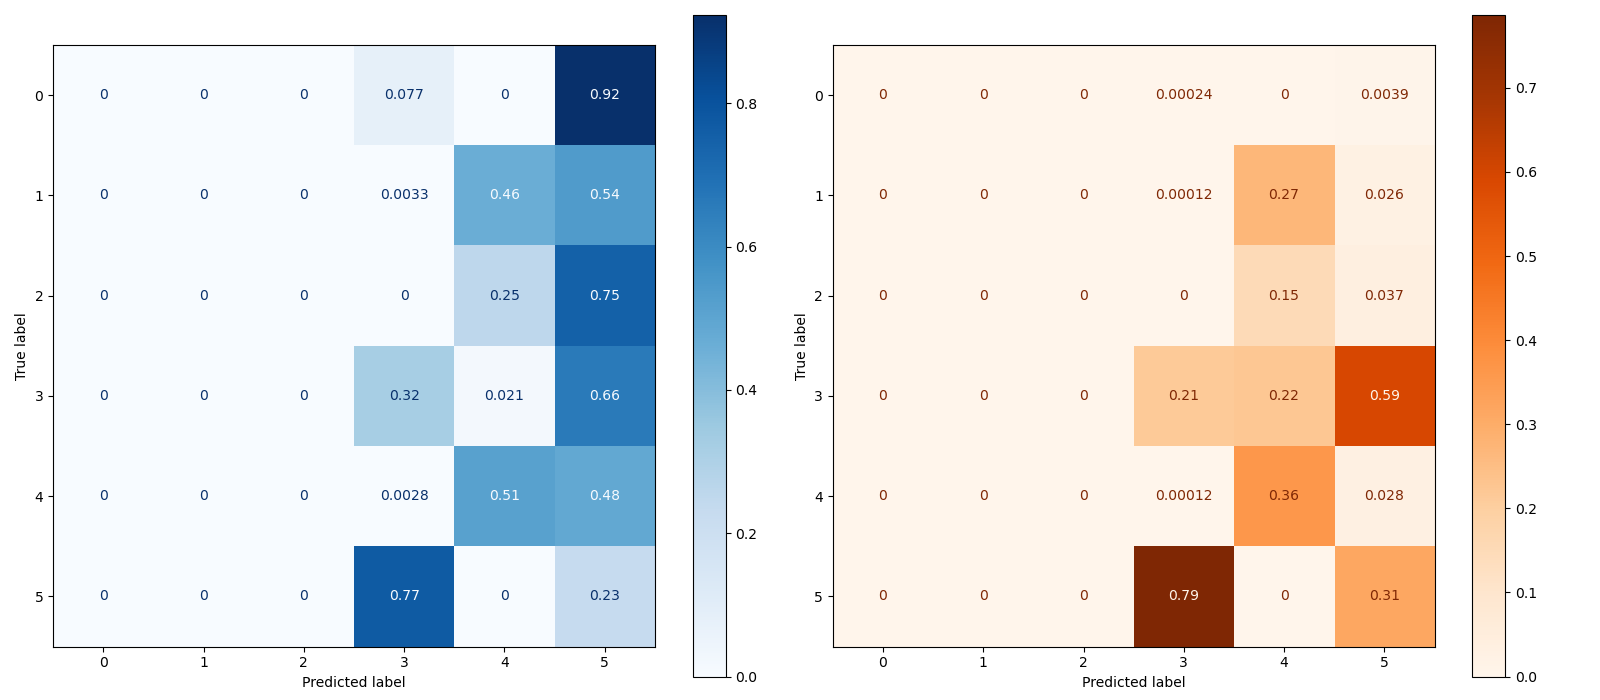 0 0 0 0 0.077 0 0.92
1 0 0 0 0.0033 0.46 0.54
2 0 0 0 0 0.25 0.75
3 0 0 0 0.32 0.021 0.66
4 0 0 0 0.0028 0.51 0.48
5 0 0 0 0.77 0 0.23
0 1 2 3 4 5
True label
Predicted label
0.8
0.6
0.4
0.2
0.0
0 0 0 0 0.00024 0 0.0039
1 0 0 0 0.00012 0.27 0.026
2 0 0 0 0 0.15 0.037
3 0 0 0 0.21 0.22 0.59
4 0 0 0 0.00012 0.36 0.028
5 0 0 0 0.79 0 0.31
0 1 2 3 4 5
True label
Predicted label
0.7
0.6
0.5
0.4
0.3
0.2
0.1
0.0